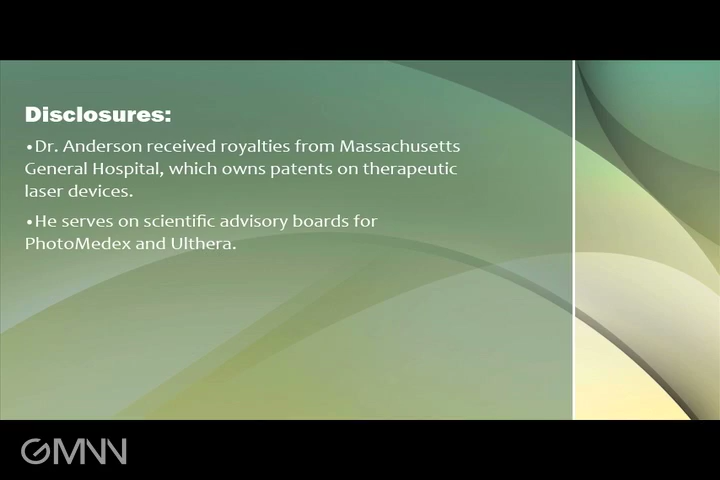 Disclosures:
•Dr. Anderson received royalties from Massachusetts
General Hospital, which owns patents on therapeutic
laser devices.
•He serves on scientific advisory boards for
PhotoMedex and Ulthera.
GMNN